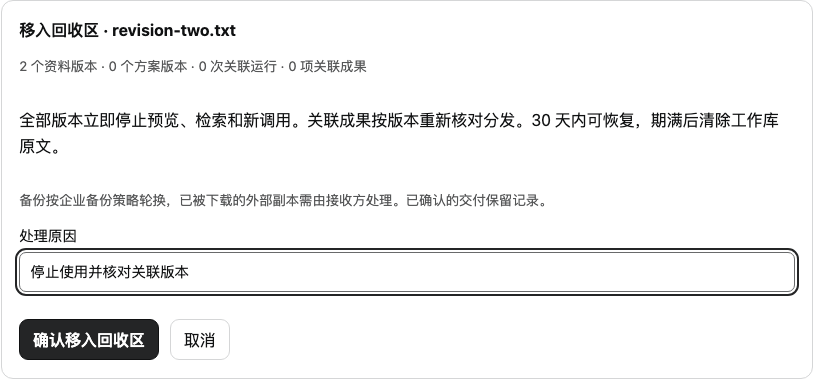 移入回收区 · revision-two.txt
2 个资料版本 · 0 个方案版本 · 0 次关联运行 · 0 项关联成果
全部版本立即停止预览、检索和新调用。关联成果按版本重新核对分发。30 天内可恢复，期满后清除工作库
原文。
备份按企业备份策略轮换，已被下载的外部副本需由接收方处理。已确认的交付保留记录。
处理原因
停止使用并核对关联版本
确认移入回收区 取消